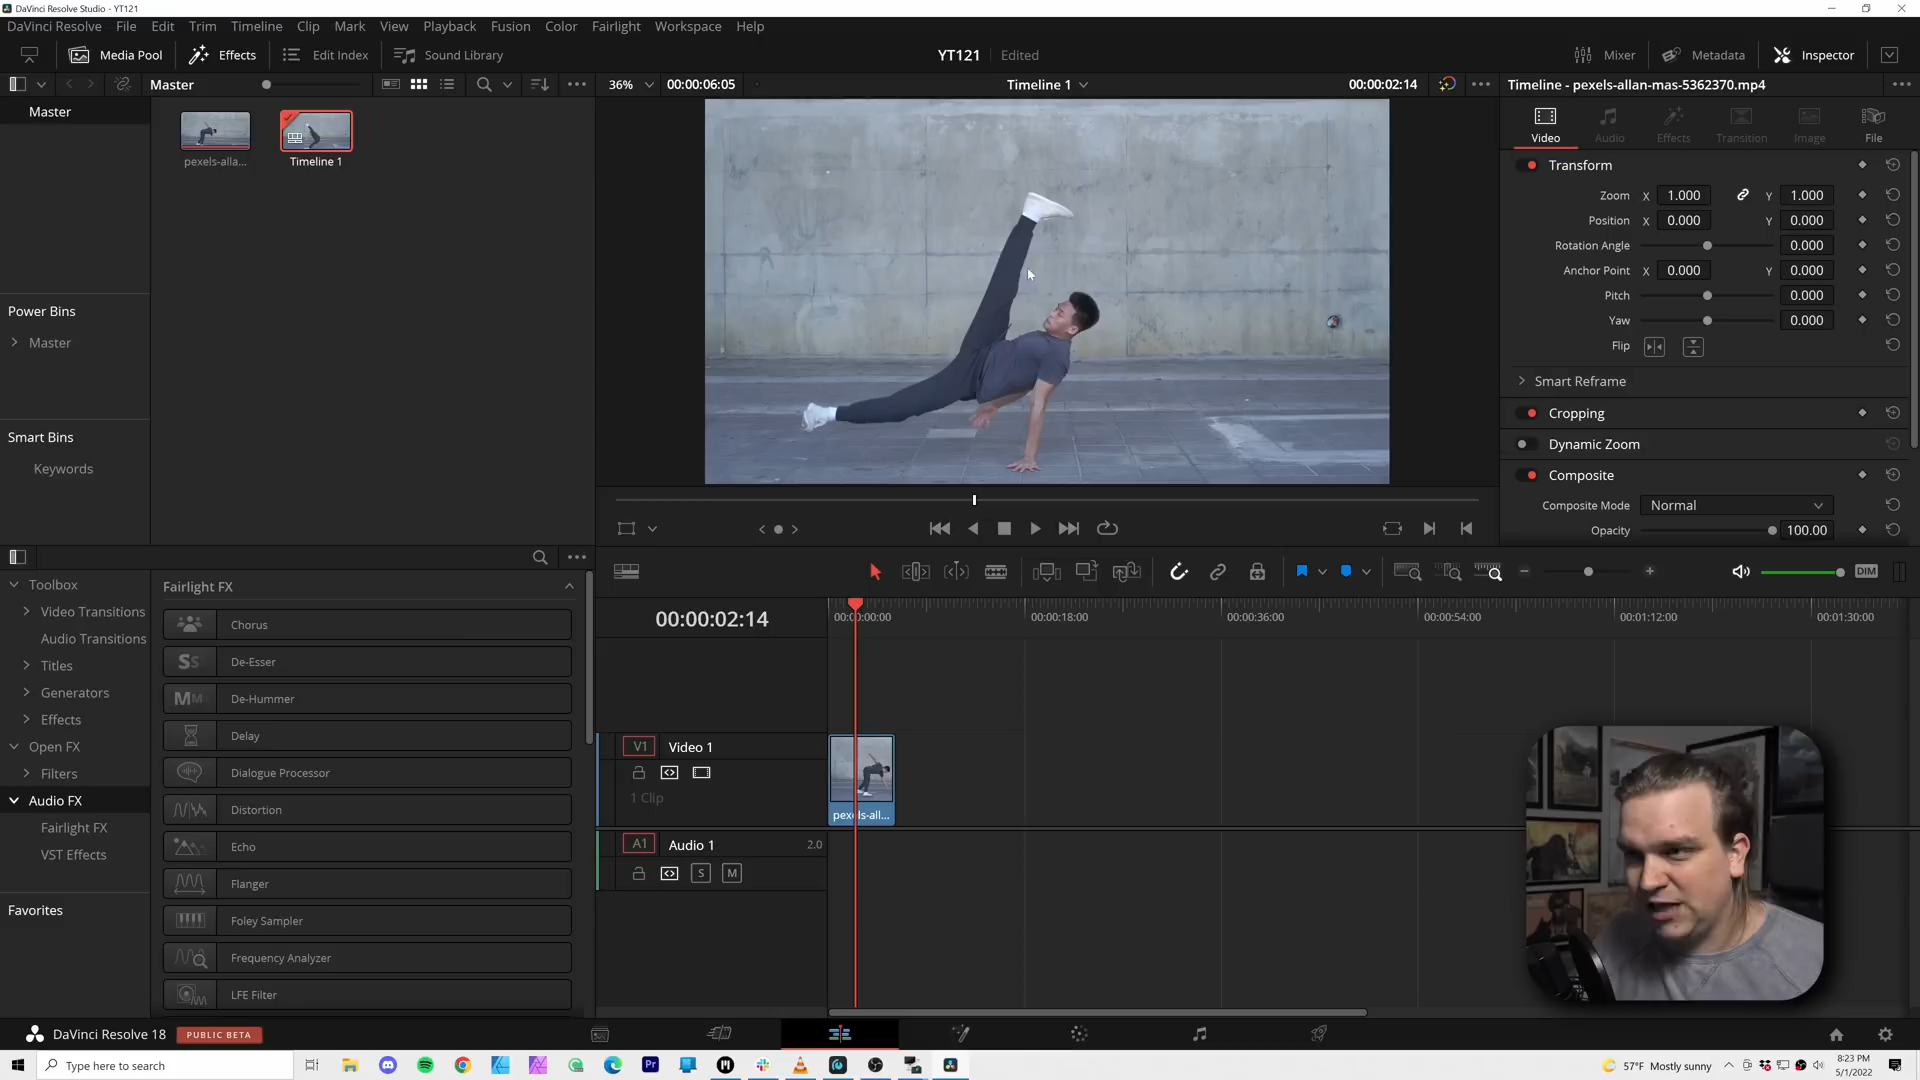 DaVinci Resolve Studio - YT121
DaVinci Resolve File Edit Trim Timeline Clip Mark View Playback Fusion Color Fairlight Workspace Help
Media Pool Effects Edit Index Sound Library YT121 Edited Mixer Metadata Inspector
Master 36% 00:00:06:05 Timeline 1 00:00:02:14 Timeline - pexels-allan-mas-5362370.mp4
Master
pexels-alla... Timeline 1
Power Bins
Master
Smart Bins
Keywords
Video Audio Effects Transition Image File
Transform
Zoom X 1.000 Y 1.000
Position X 0.000 Y 0.000
Rotation Angle 0.000
Anchor Point X 0.000 Y 0.000
Pitch 0.000
Yaw 0.000
Flip
Smart Reframe
Cropping
Dynamic Zoom
Composite
Composite Mode Normal
Opacity 100.00
Toolbox
Video Transitions
Audio Transitions
Titles
Generators
Effects
Open FX
Filters
Audio FX
Fairlight FX
VST Effects
Favorites
Fairlight FX
Chorus
De-Esser
De-Hummer
Delay
Dialogue Processor
Distortion
Echo
Flanger
Foley Sampler
Frequency Analyzer
LFE Filter
DIM
00:00:02:14 00:00:00:00 00:00:18:00 00:00:36:00 00:00:54:00 00:01:12:00 00:01:30:00
V1 Video 1
1 Clip
pexels-all...
A1 Audio 1 2.0
S M
DaVinci Resolve 18 PUBLIC BETA
Type here to search
Pr
57°F Mostly sunny
8:23 PM
5/1/2022